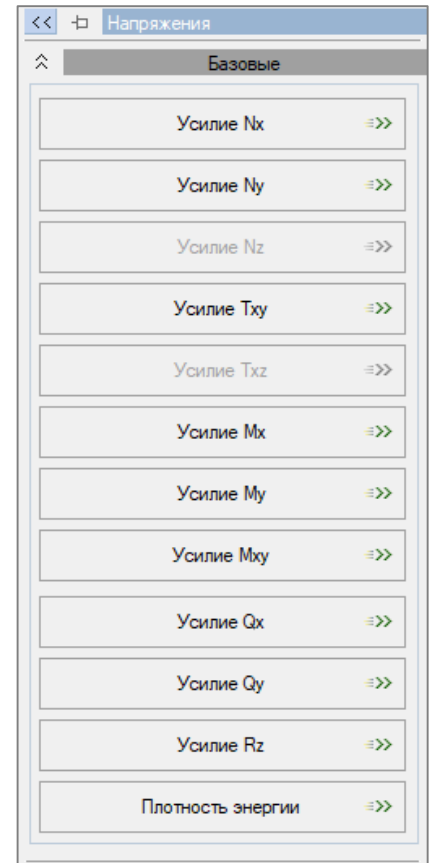 << Напряжения
Базовые
Усилие Nx
Усилие Ny
Усилие Nz
Усилие Txy
Усилие Txz
Усилие Mx
Усилие My
Усилие Mxy
Усилие Qx
Усилие Qy
Усилие Rz
Плотность энергии